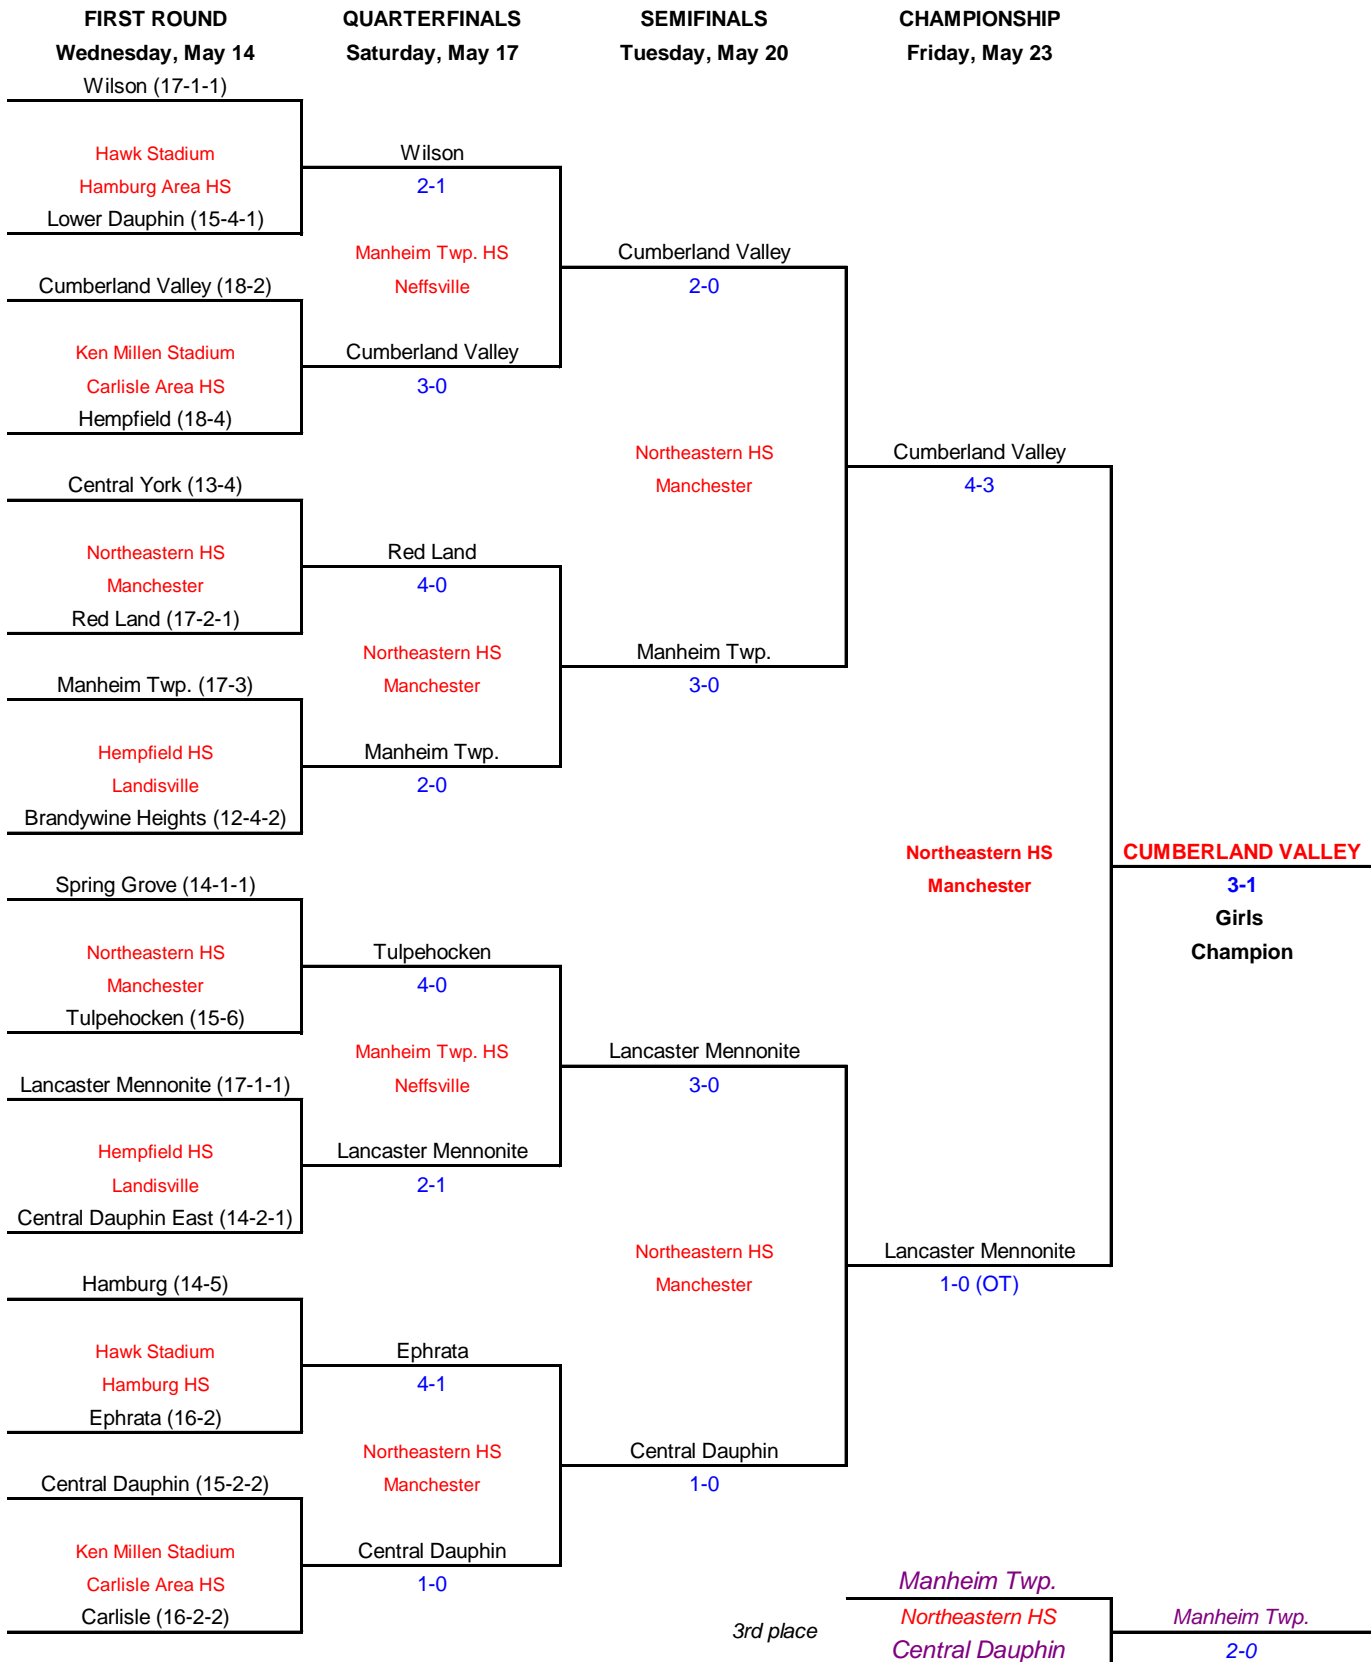 FIRST ROUND
Wednesday, May 14
QUARTERFINALS
Saturday, May 17
SEMIFINALS
Tuesday, May 20
CHAMPIONSHIP
Friday, May 23
Wilson (17-1-1)
Hawk Stadium
Hamburg Area HS
Lower Dauphin (15-4-1)
Cumberland Valley (18-2)
Ken Millen Stadium
Carlisle Area HS
Hempfield (18-4)
Central York (13-4)
Northeastern HS
Manchester
Red Land (17-2-1)
Manheim Twp. (17-3)
Hempfield HS
Landisville
Brandywine Heights (12-4-2)
Spring Grove (14-1-1)
Northeastern HS
Manchester
Tulpehocken (15-6)
Lancaster Mennonite (17-1-1)
Hempfield HS
Landisville
Central Dauphin East (14-2-1)
Hamburg (14-5)
Hawk Stadium
Hamburg HS
Ephrata (16-2)
Central Dauphin (15-2-2)
Ken Millen Stadium
Carlisle Area HS
Carlisle (16-2-2)
Wilson
2-1
Manheim Twp. HS
Neffsville
Cumberland Valley
3-0
Red Land
4-0
Northeastern HS
Manchester
Manheim Twp.
2-0
Tulpehocken
4-0
Manheim Twp. HS
Neffsville
Lancaster Mennonite
2-1
Ephrata
4-1
Northeastern HS
Manchester
Central Dauphin
1-0
Cumberland Valley
2-0
Northeastern HS
Manchester
Manheim Twp.
3-0
Lancaster Mennonite
3-0
Northeastern HS
Manchester
Central Dauphin
1-0
Cumberland Valley
4-3
Northeastern HS
Manchester
Lancaster Mennonite
1-0 (OT)
CUMBERLAND VALLEY
3-1
Girls
Champion
3rd place
Manheim Twp.
Northeastern HS
Central Dauphin
Manheim Twp.
2-0